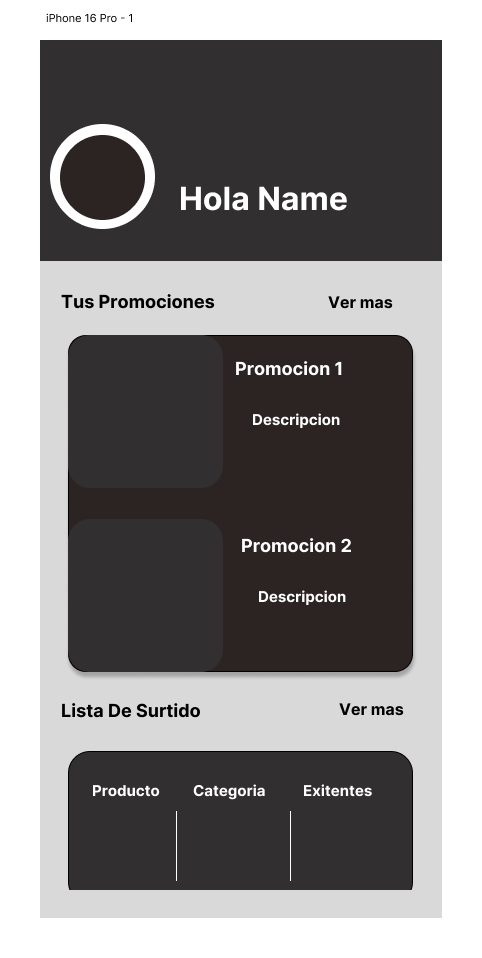 iPhone 16 Pro - 1
Hola Name
Tus Promociones Ver mas
Promocion 1
Descripcion
Promocion 2
Descripcion
Lista De Surtido Ver mas
Producto Categoria Exitentes